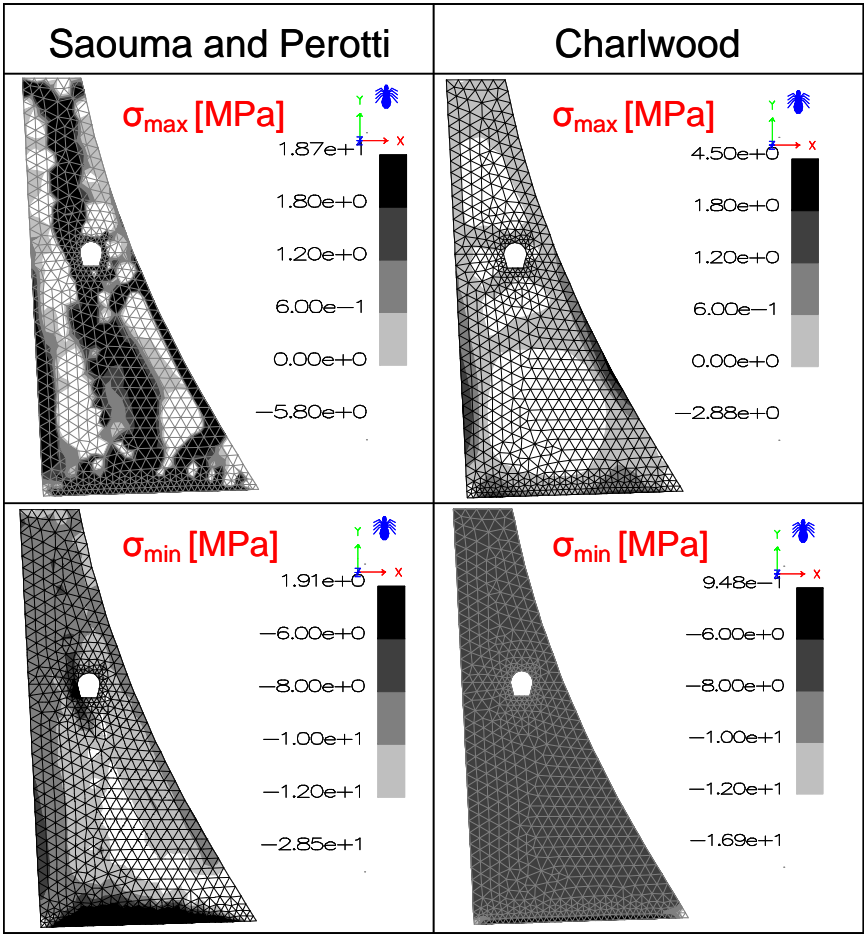 Saouma and Perotti
Charlwood
σmax [MPa]
Y
X
Z
1.87e+1
1.80e+0
1.20e+0
6.00e−1
0.00e+0
−5.80e+0
σmax [MPa]
Y
X
Z
4.50e+0
1.80e+0
1.20e+0
6.00e−1
0.00e+0
−2.88e+0
σmin [MPa]
Y
X
Z
1.91e+0
−6.00e+0
−8.00e+0
−1.00e+1
−1.20e+1
−2.85e+1
σmin [MPa]
Y
X
Z
9.48e−1
−6.00e+0
−8.00e+0
−1.00e+1
−1.20e+1
−1.69e+1